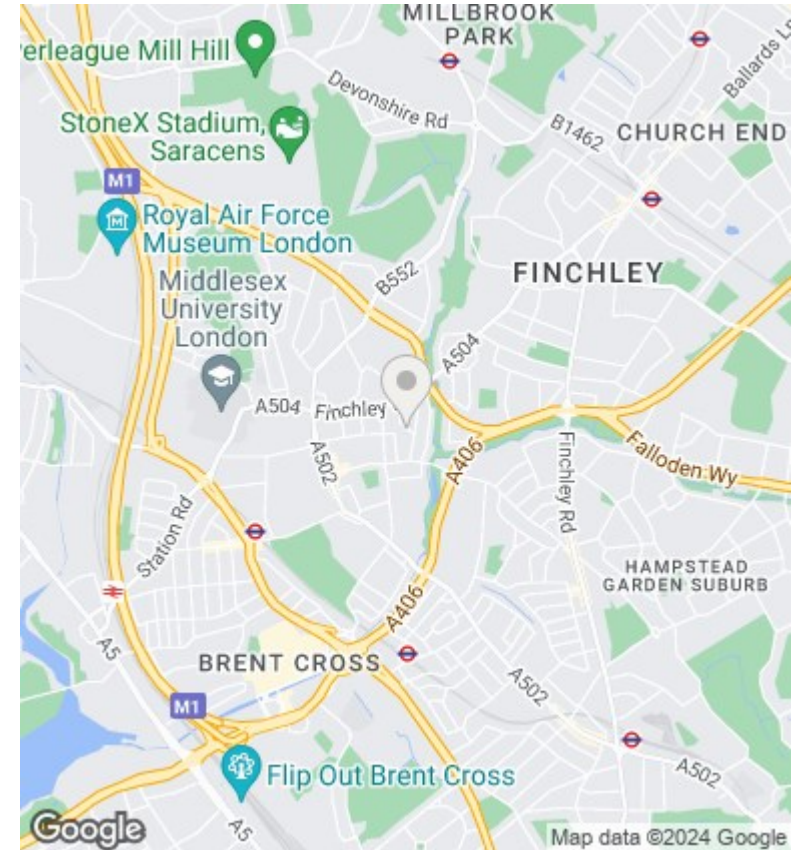 MILLBROOK
PARK
erleague Mill Hill
Devonshire Rd
Ballards Ln
StoneX Stadium,
Saracens
B1462
CHURCH END
M1
Royal Air Force
Museum London
B552
FINCHLEY
Middlesex
University
London
A504
A504
Finchley
A502
A406
Falloden Wy
Finchley Rd
Station Rd
HAMPSTEAD
GARDEN SUBURB
A406
A5
BRENT CROSS
A502
M1
Flip Out Brent Cross
A502
A5
Google
Map data ©2024 Google